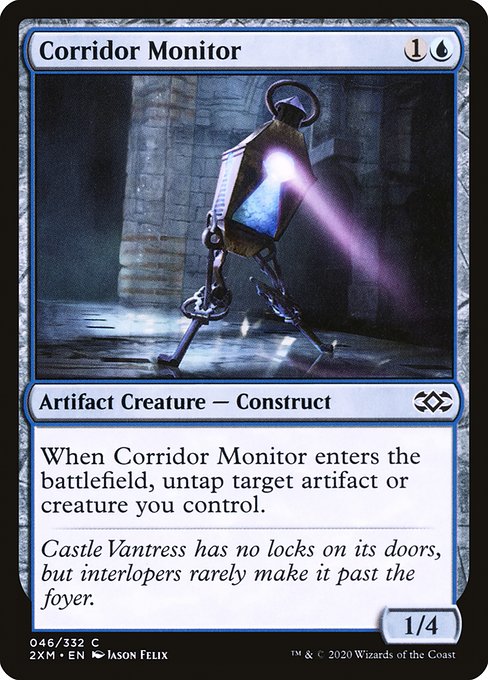 Corridor Monitor 1
Artifact Creature — Construct
When Corridor Monitor enters the
battlefield, untap target artifact or
creature you control.
Castle Vantress has no locks on its doors,
but interlopers rarely make it past the
foyer.
1/4
046/332 C
2XM • EN Jason Felix
™ & © 2020 Wizards of the Coast